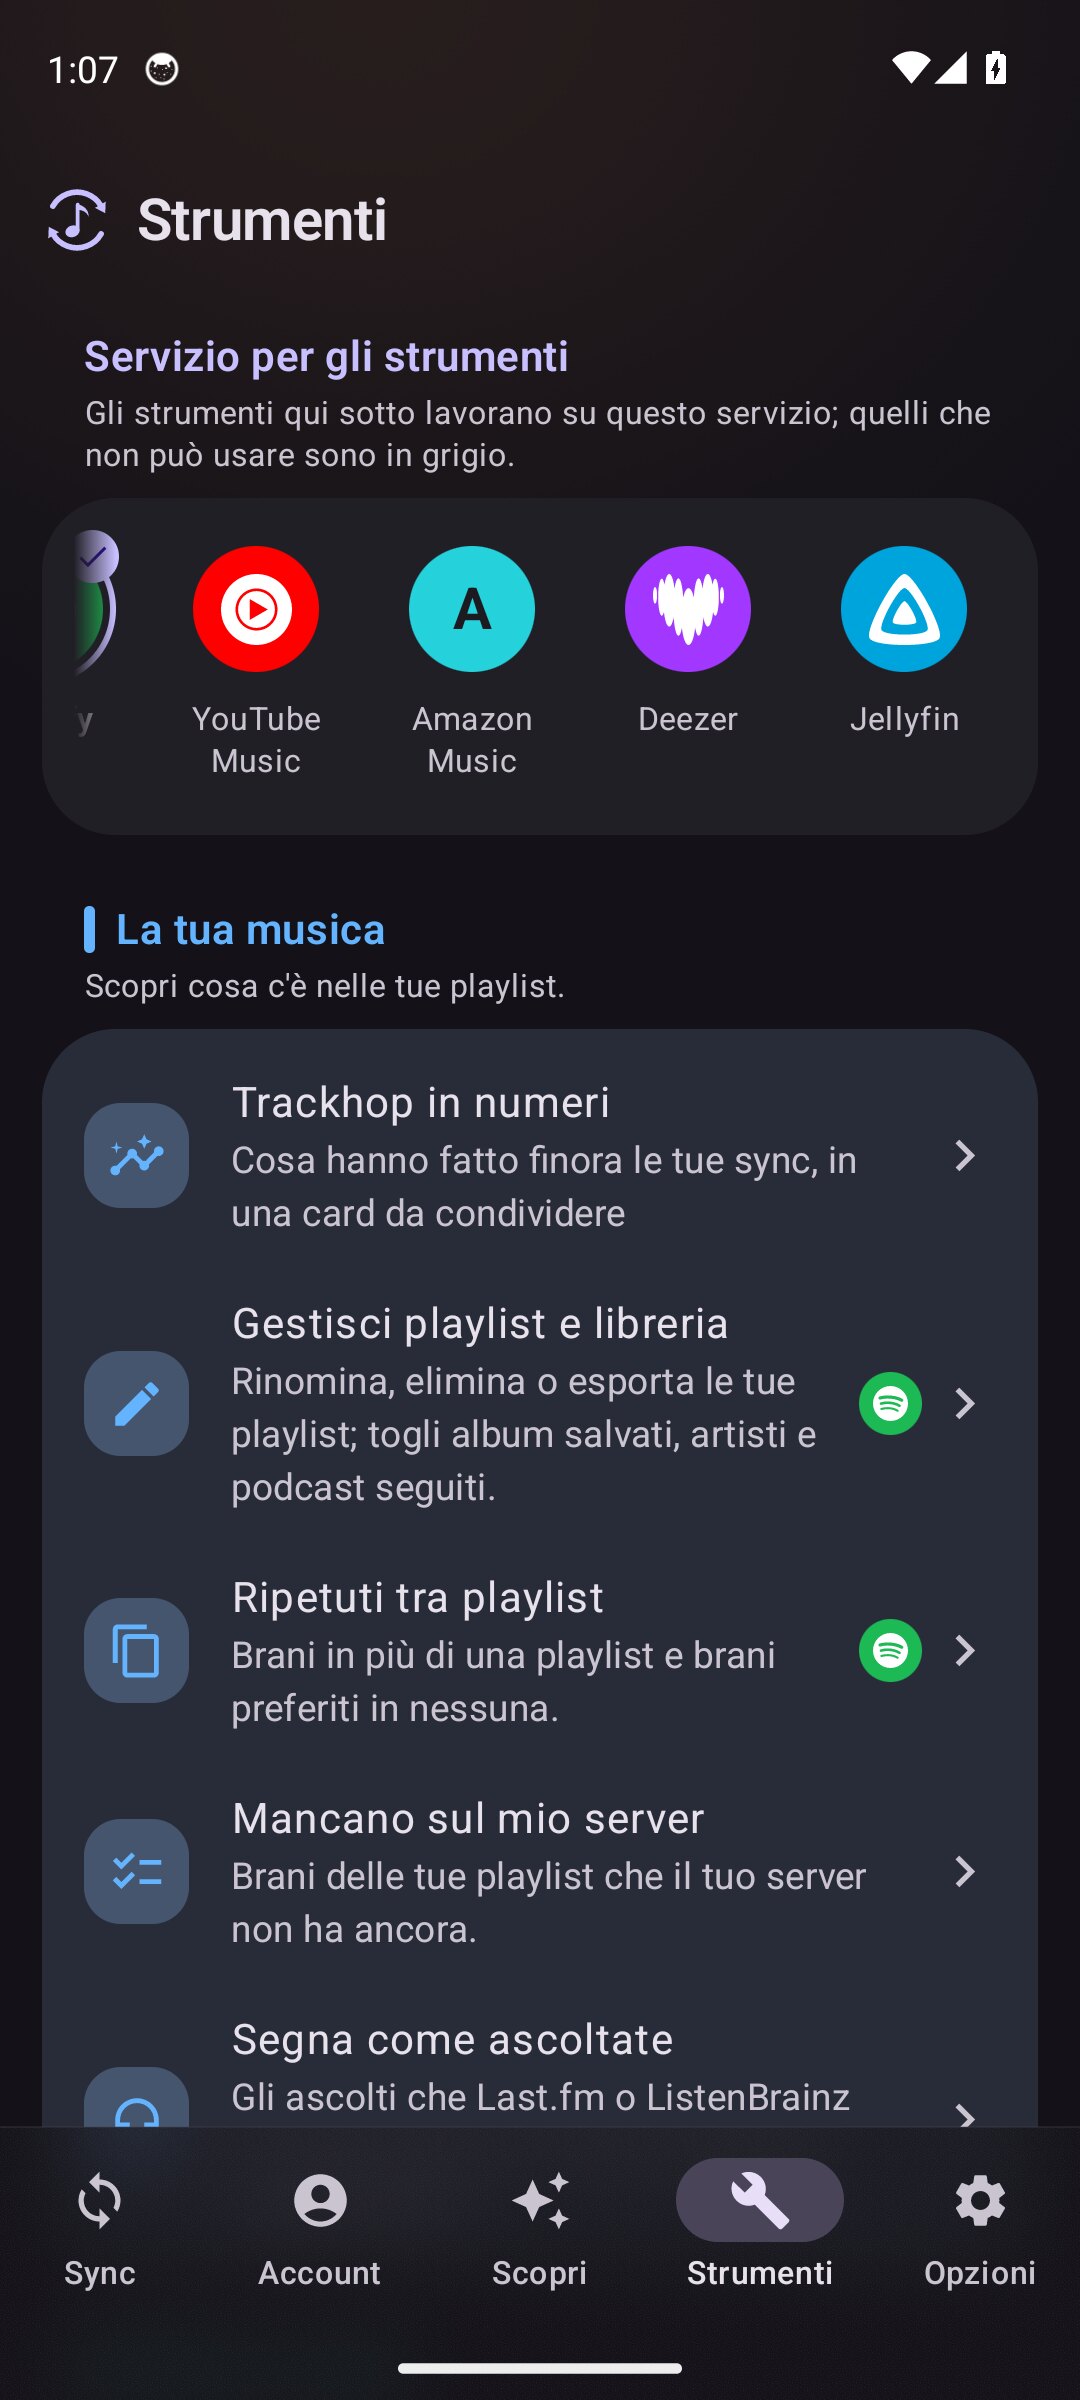 1:07
Strumenti
Servizio per gli strumenti
Gli strumenti qui sotto lavorano su questo servizio; quelli che
non può usare sono in grigio.
y
YouTube
Music
A
Amazon
Music
Deezer
Jellyfin
La tua musica
Scopri cosa c'è nelle tue playlist.
Trackhop in numeri
Cosa hanno fatto finora le tue sync, in
una card da condividere
Gestisci playlist e libreria
Rinomina, elimina o esporta le tue
playlist; togli album salvati, artisti e
podcast seguiti.
Ripetuti tra playlist
Brani in più di una playlist e brani
preferiti in nessuna.
Mancano sul mio server
Brani delle tue playlist che il tuo server
non ha ancora.
Segna come ascoltate
Gli ascolti che Last.fm o ListenBrainz
Sync
Account
Scopri
Strumenti
Opzioni